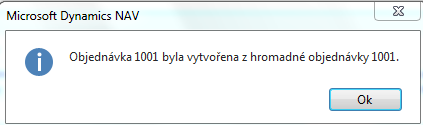 Microsoft Dynamics NAV
Objednávka 1001 byla vytvořena z hromadné objednávky 1001.
Ok